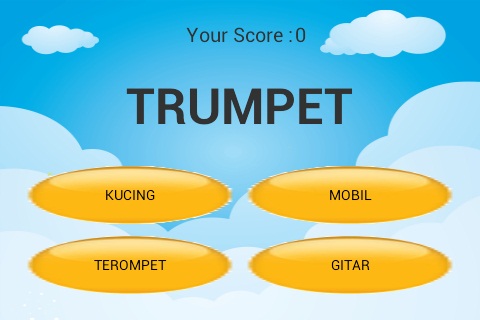 Your Score :0
TRUMPET
KUCING
MOBIL
TEROMPET
GITAR